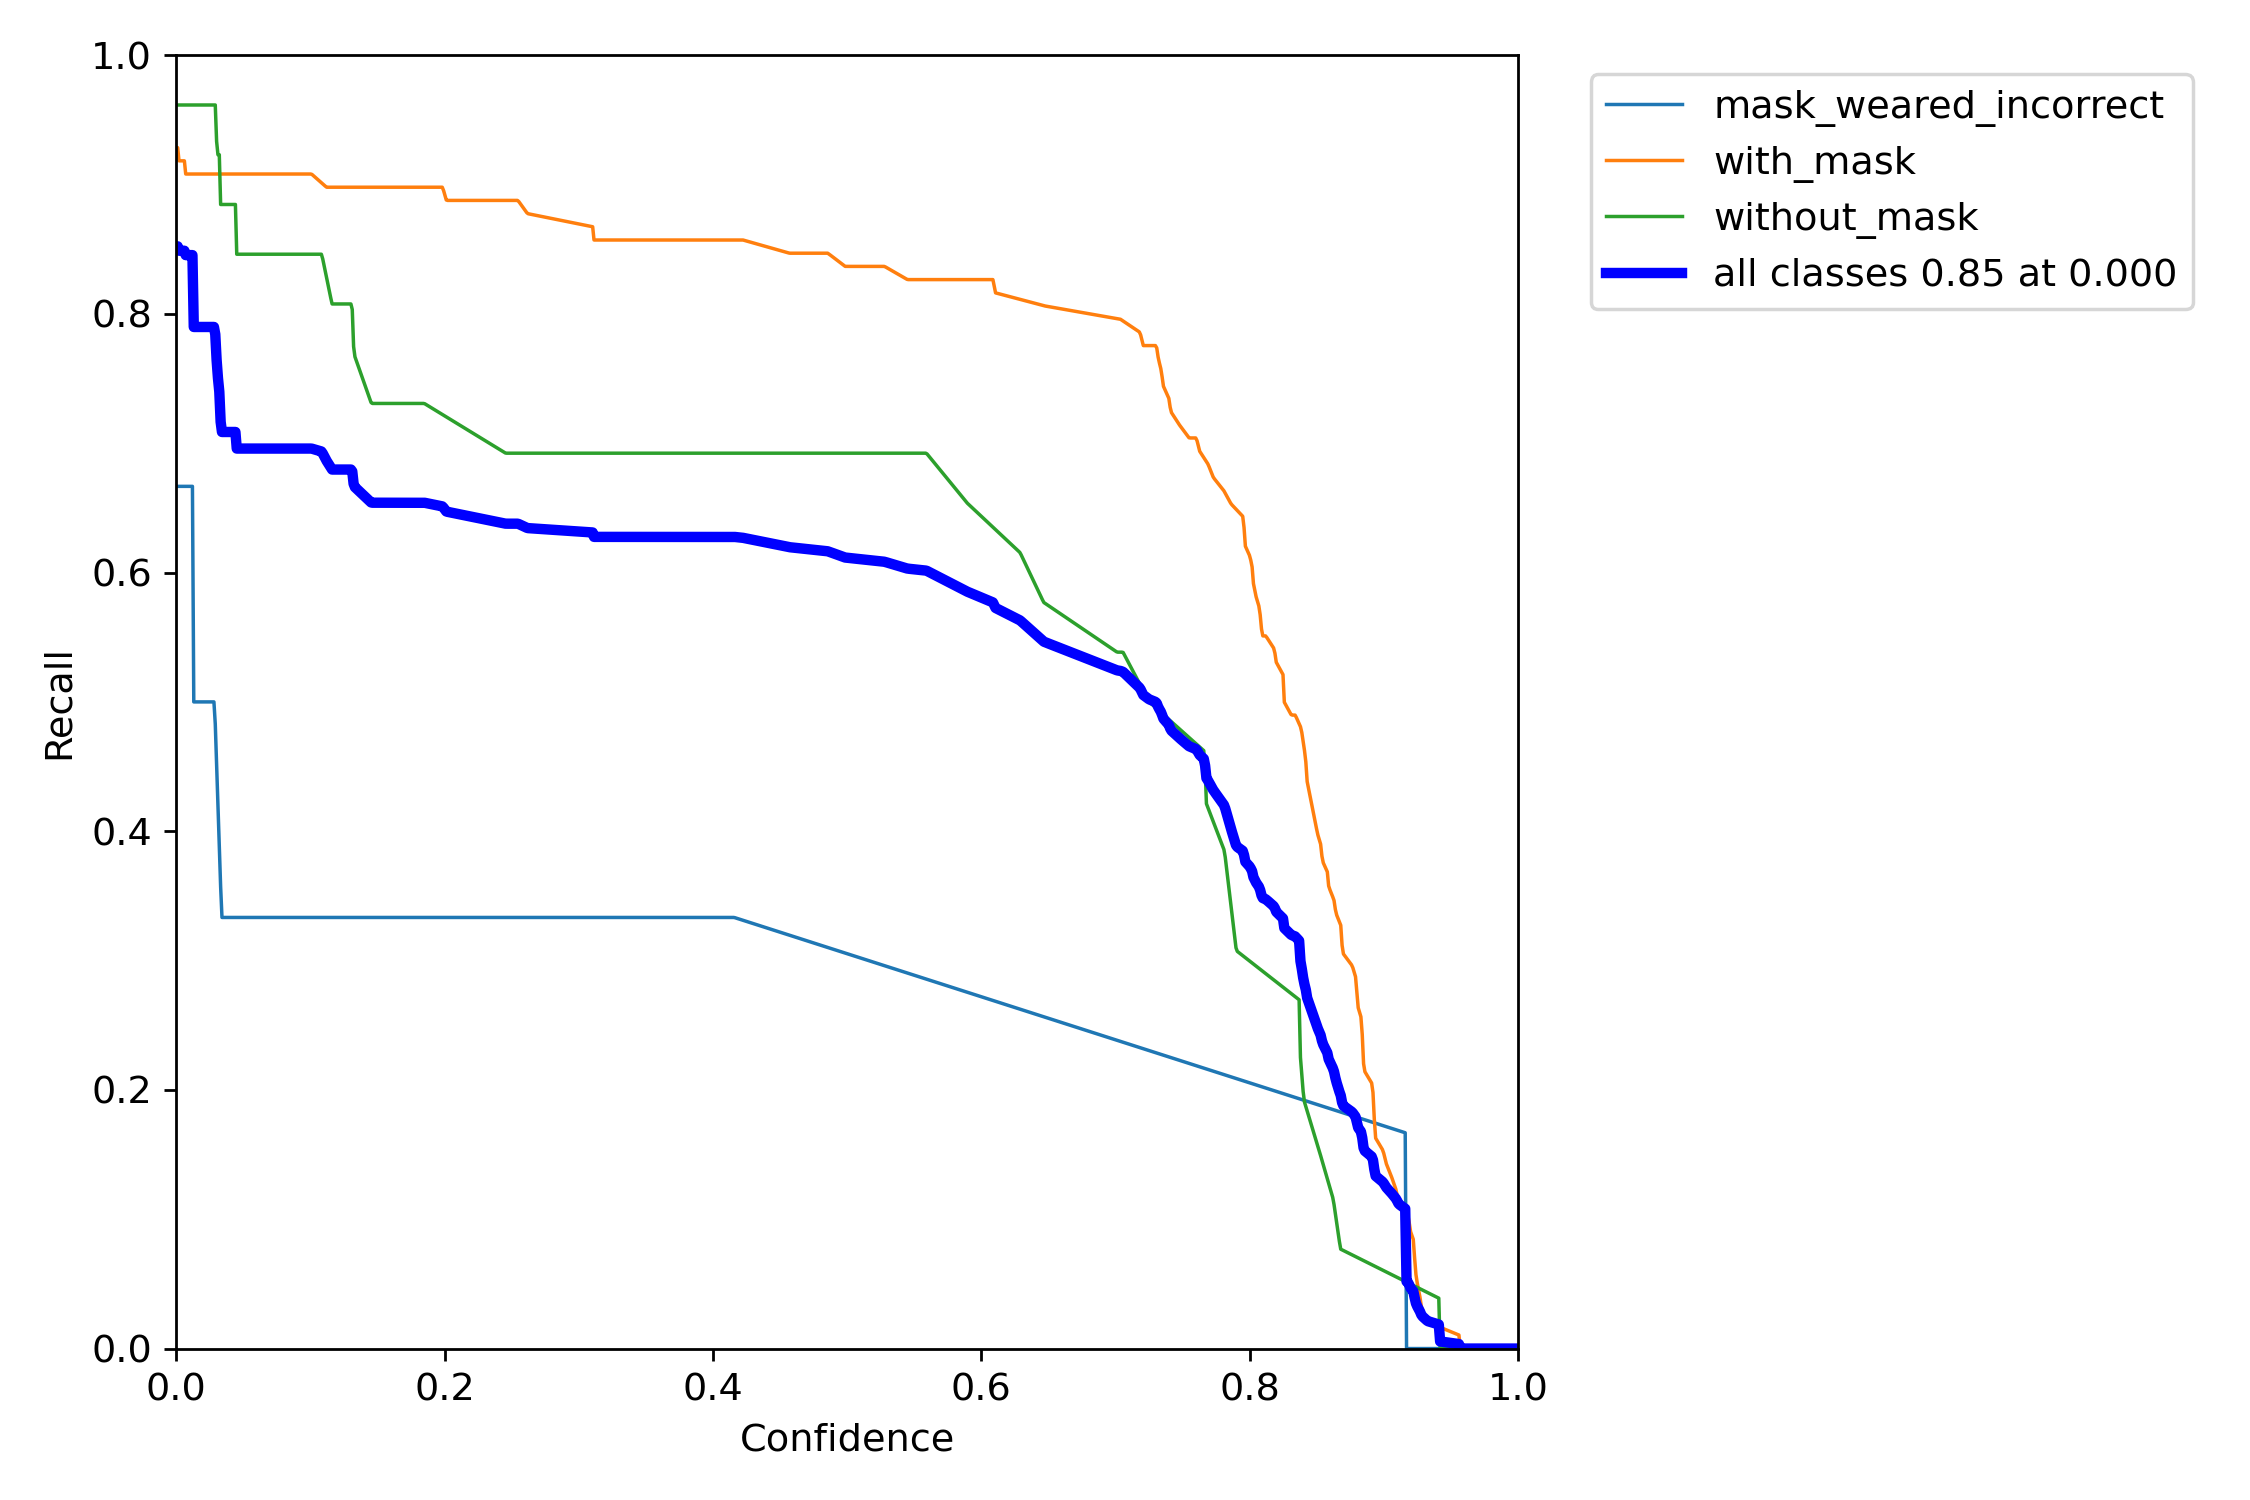 1.0
0.8
0.6
0.4
0.2
0.0
Recall
0.0 0.2 0.4 0.6 0.8 1.0
Confidence
mask_weared_incorrect
with_mask
without_mask
all classes 0.85 at 0.000